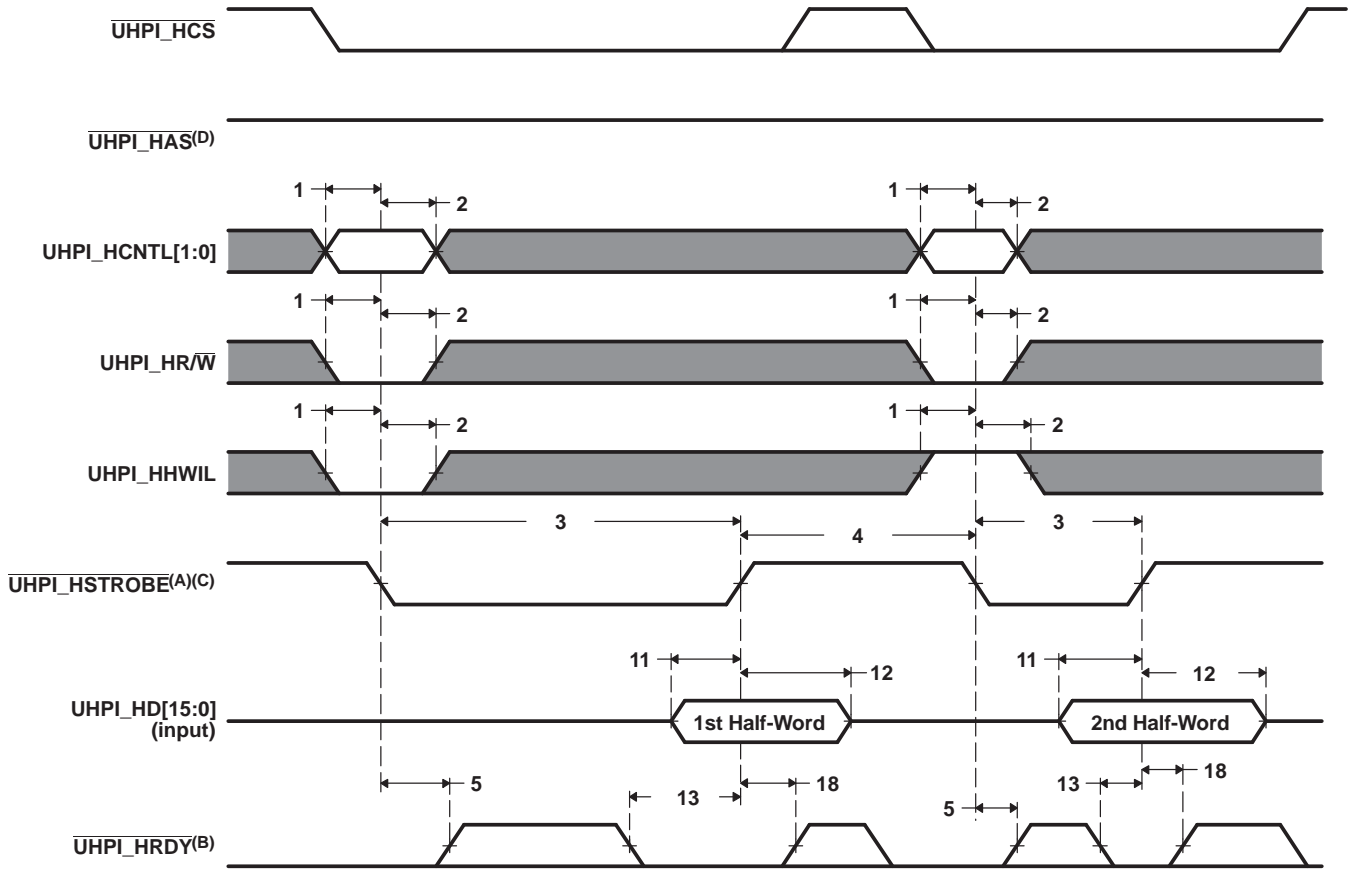 UHPI_HCS
UHPI_HAS(D)
1
2
1
2
UHPI_HCNTL[1:0]
1
2
1
2
UHPI_HR/W
1
2
1
2
UHPI_HHWIL
3
4
3
UHPI_HSTROBE(A)(C)
11
12
11
12
UHPI_HD[15:0]
(input)
1st Half-Word
2nd Half-Word
5
13
18
5
13
18
UHPI_HRDY(B)